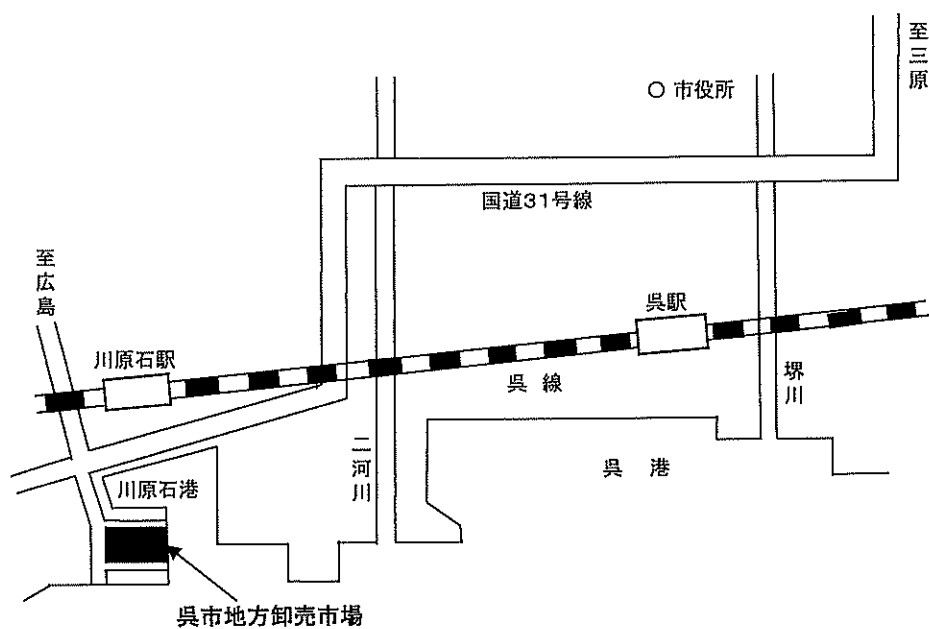 至三原
市役所
国道31号線
至広島
呉駅
川原石駅
呉線
堺川
二河川
呉港
川原石港
呉市地方卸売市場